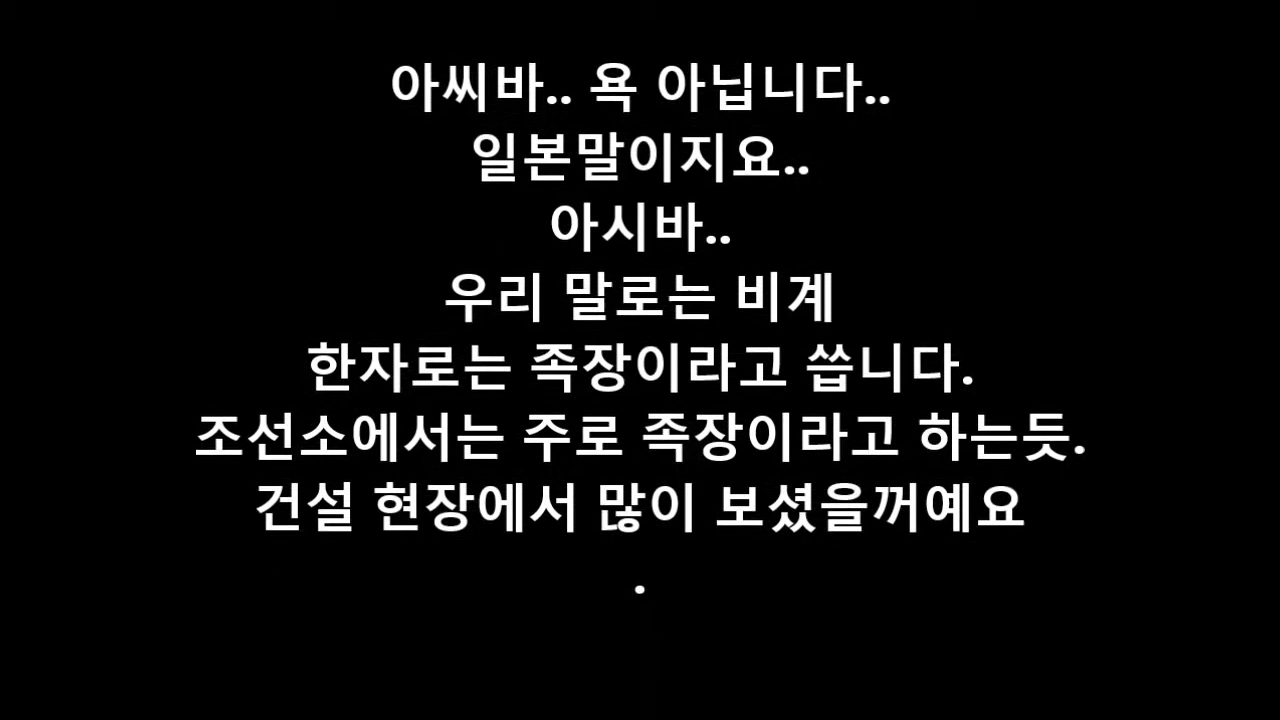 아씨바.. 욕 아닙니다..
일본말이지요..
아시바..
우리 말로는 비계
한자로는 족장이라고 씁니다.
조선소에서는 주로 족장이라고 하는듯.
건설 현장에서 많이 보셨을꺼예요
.